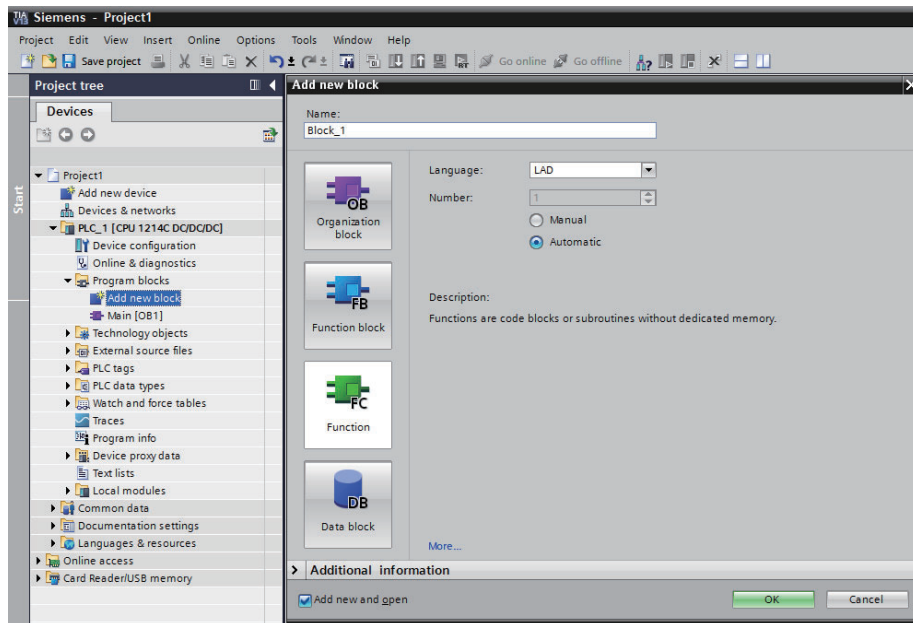 Siemens - Project1
Project Edit View Insert Online Options Tools Window Help
Save project Go online Go offline
Project tree
Devices
Start
Project1
Add new device
Devices & networks
PLC_1 [CPU 1214C DC/DC/DC]
Device configuration
Online & diagnostics
Program blocks
Add new block
Main [OB1]
Technology objects
External source files
PLC tags
PLC data types
Watch and force tables
Traces
Program info
Device proxy data
Text lists
Local modules
Common data
Documentation settings
Languages & resources
Online access
Card Reader/USB memory
Add new block
Name:
Block_1
OB
Organization
block
FB
Function block
FC
Function
DB
Data block
Language: LAD
Number: 1
Manual
Automatic
Description:
Functions are code blocks or subroutines without dedicated memory.
More...
Additional information
Add new and open
OK Cancel